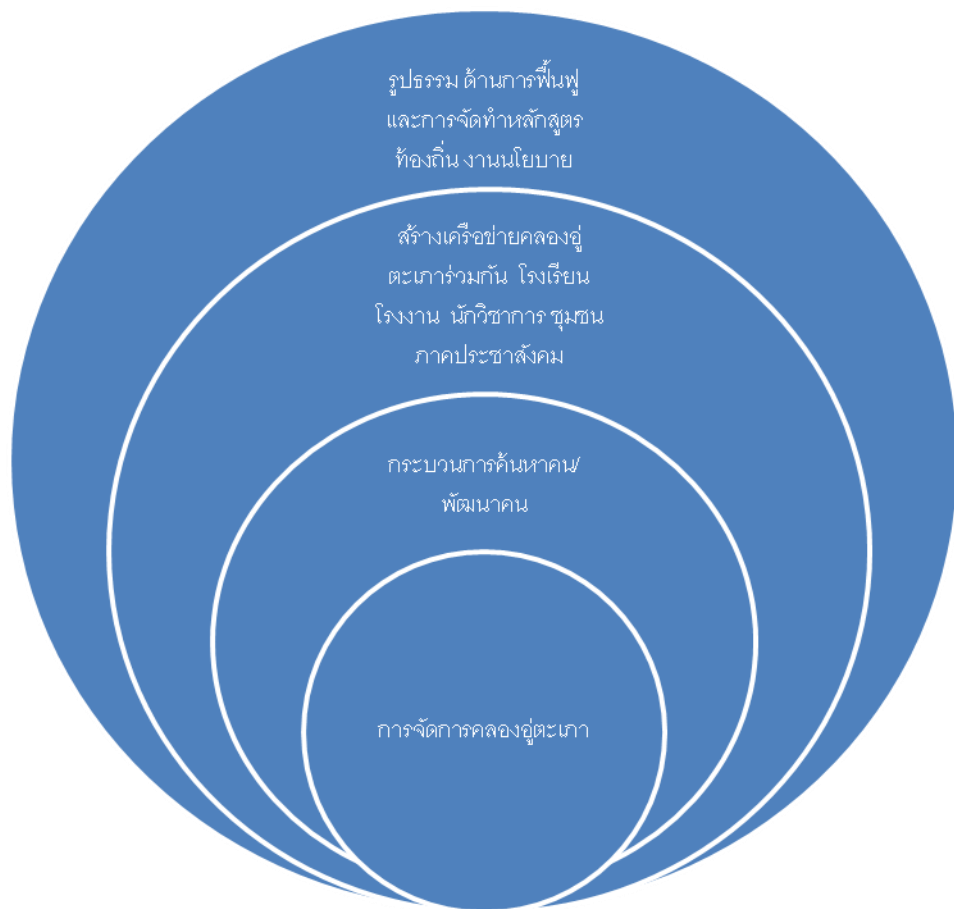 รูปธรรม ด้านการฟื้นฟู
และการจัดทำหลักสูตร
ท้องถิ่น งานนโยบาย
สร้างเครือข่ายคลองอู่
ตะเภาร่วมกัน โรงเรียน
โรงงาน นักวิชาการ ชุมชน
ภาคประชาสังคม
กระบวนการค้นหาคน/
พัฒนาคน
การจัดการคลองอู่ตะเภา